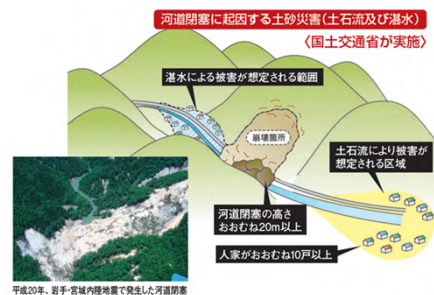 河道閉塞に起因する土砂災害(土石流及び湛水)
〈国土交通省が実施〉
湛水による被害が想定される範囲
崩壊箇所
土石流により被害が
想定される区域
河道閉塞の高さ
おおむね20m以上
人家がおおむね10戸以上
平成20年、岩手・宮城内陸地震で発生した河道閉塞